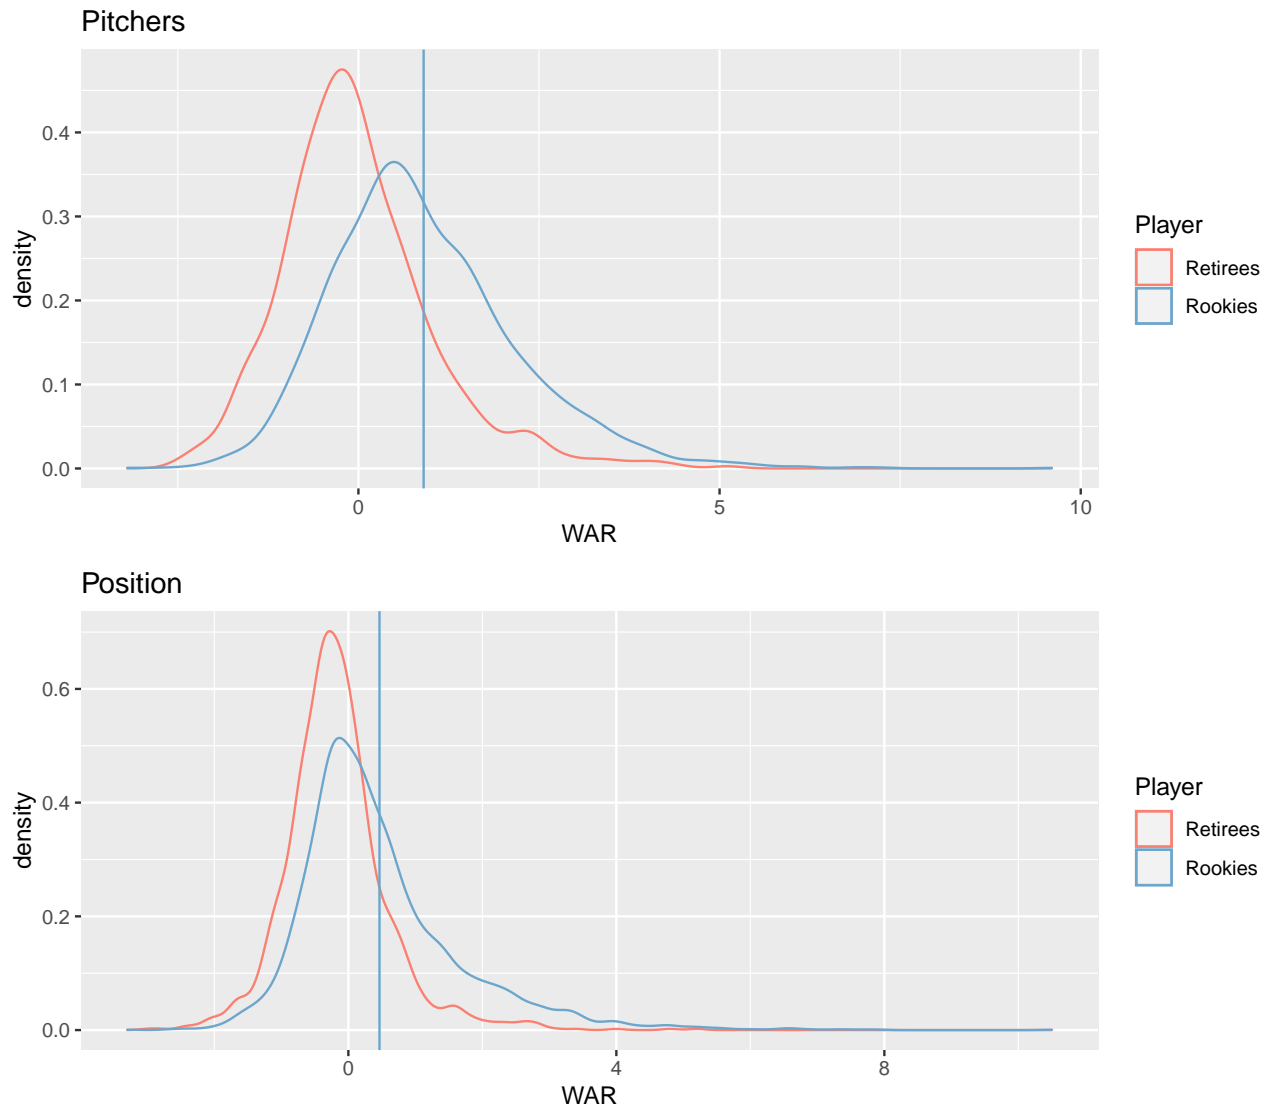 Pitchers
0.4
0.3
0.2
0.1
0.0
density
0
5
10
WAR
Player
Retirees
Rookies
Position
0.6
0.4
0.2
0.0
density
0
4
8
WAR
Player
Retirees
Rookies